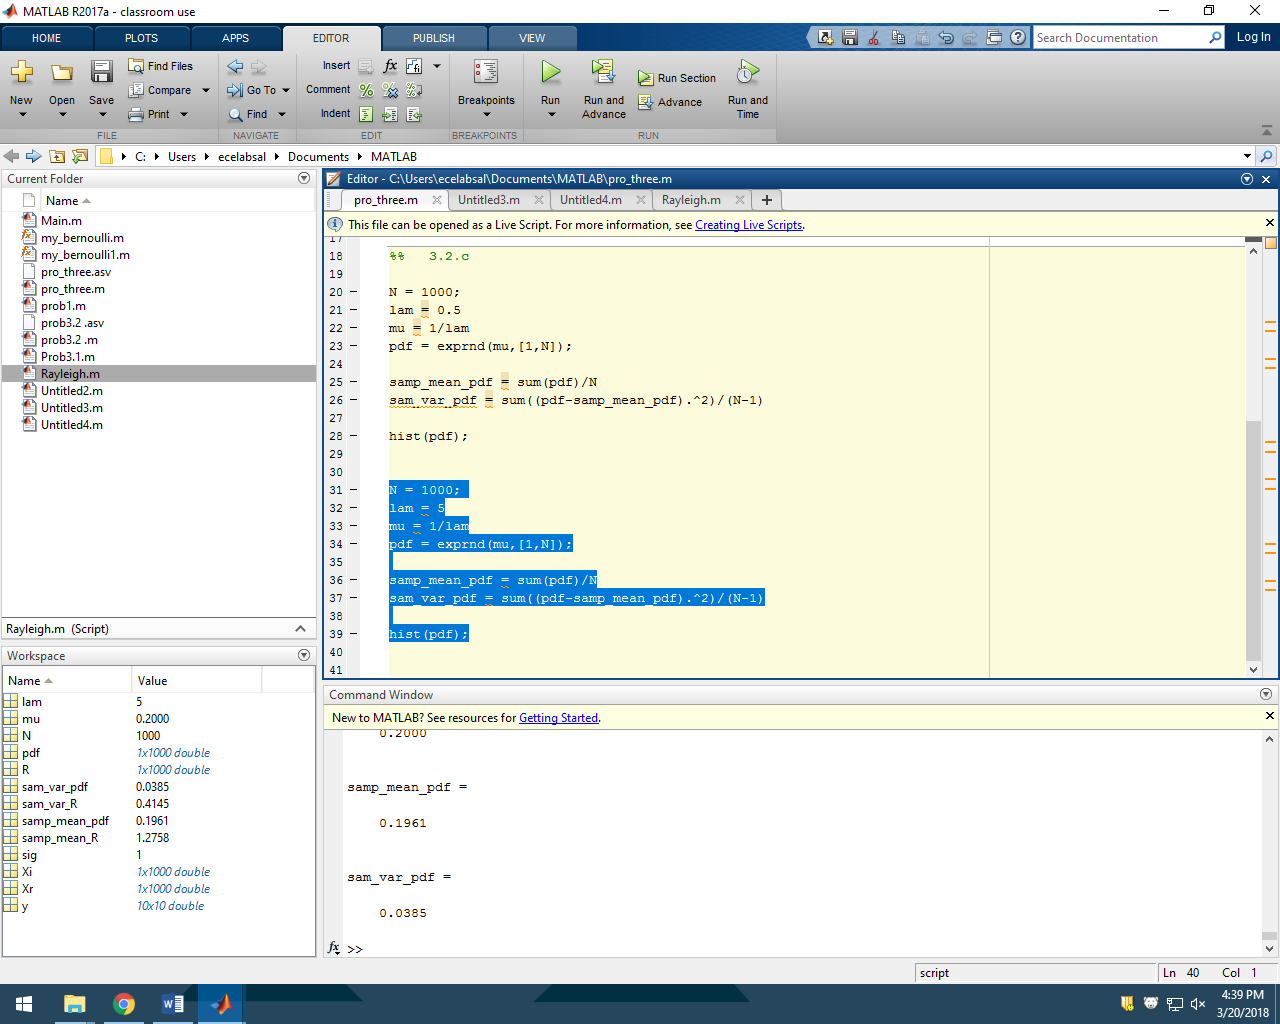 MATLAB R2017a - classroom use
HOME PLOTS APPS EDITOR PUBLISH VIEW Search Documentation Log In
New Open Save Find Files Compare Print
FILE
Go To Find
NAVIGATE
Insert fx
Comment
Indent
EDIT
Breakpoints
BREAKPOINTS
Run Run and Advance Run Section Advance Run and Time
RUN
C: Users ecelabsal Documents MATLAB
Current Folder
Name
Main.m
my_bernoulli.m
my_bernoulli1.m
pro_three.asv
pro_three.m
prob1.m
prob3.2 .asv
prob3.2 .m
Prob3.1.m
Rayleigh.m
Untitled2.m
Untitled3.m
Untitled4.m
Rayleigh.m (Script)
Workspace
Name Value
lam 5
mu 0.2000
N 1000
pdf 1x1000 double
R 1x1000 double
sam_var_pdf 0.0385
sam_var_R 0.4145
samp_mean_pdf 0.1961
samp_mean_R 1.2758
sig 1
Xi 1x1000 double
Xr 1x1000 double
y 10x10 double
Editor - C:\Users\ecelabsal\Documents\MATLAB\pro_three.m
pro_three.m Untitled3.m Untitled4.m Rayleigh.m
This file can be opened as a Live Script. For more information, see Creating Live Scripts.
17
18 %% 3.2.c
19
20 N = 1000;
21 lam = 0.5
22 mu = 1/lam
23 pdf = exprnd(mu,[1,N]);
24
25 samp_mean_pdf = sum(pdf)/N
26 sam_var_pdf = sum((pdf-samp_mean_pdf).^2)/(N-1)
27
28 hist(pdf);
29
30
31 N = 1000;
32 lam = 5
33 mu = 1/lam
34 pdf = exprnd(mu,[1,N]);
35
36 samp_mean_pdf = sum(pdf)/N
37 sam_var_pdf = sum((pdf-samp_mean_pdf).^2)/(N-1)
38
39 hist(pdf);
40
41
Command Window
New to MATLAB? See resources for Getting Started.
0.2000
samp_mean_pdf =
0.1961
sam_var_pdf =
0.0385
fx >>
script Ln 40 Col 1
4:39 PM
3/20/2018